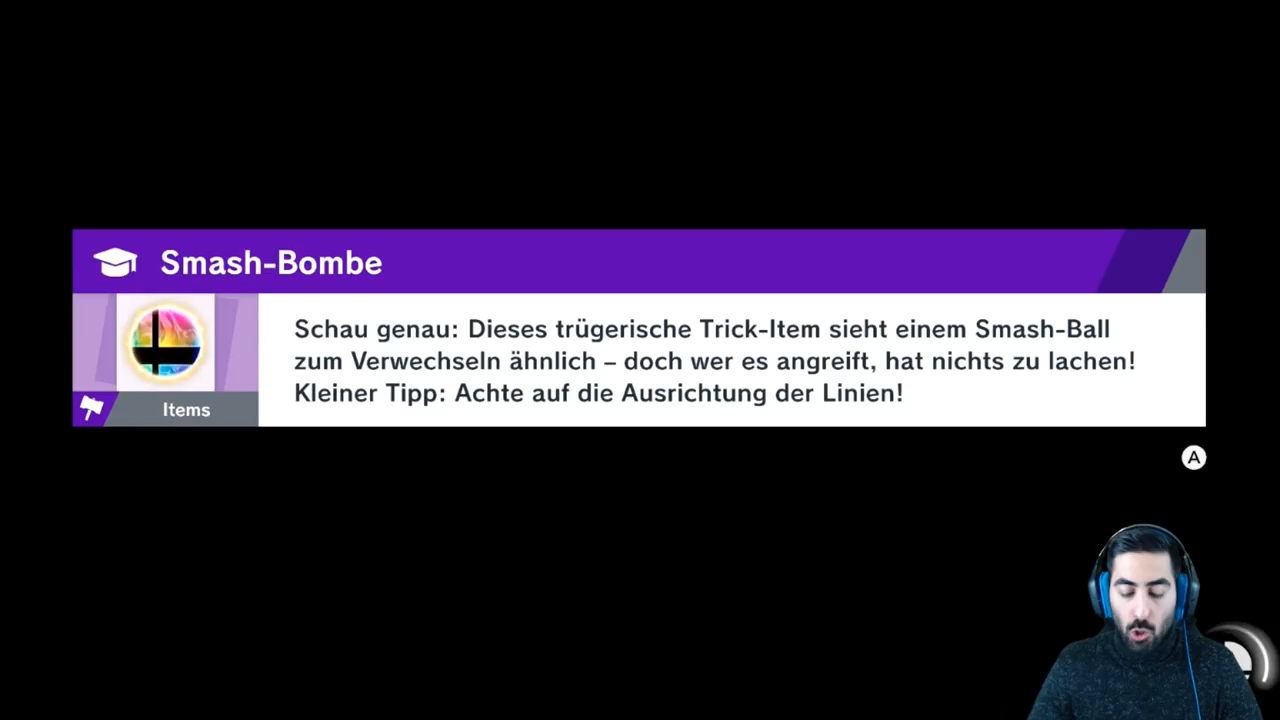 Smash-Bombe
Schau genau: Dieses trügerische Trick-Item sieht einem Smash-Ball
zum Verwechseln ähnlich – doch wer es angreift, hat nichts zu lachen!
Kleiner Tipp: Achte auf die Ausrichtung der Linien!
Items
A